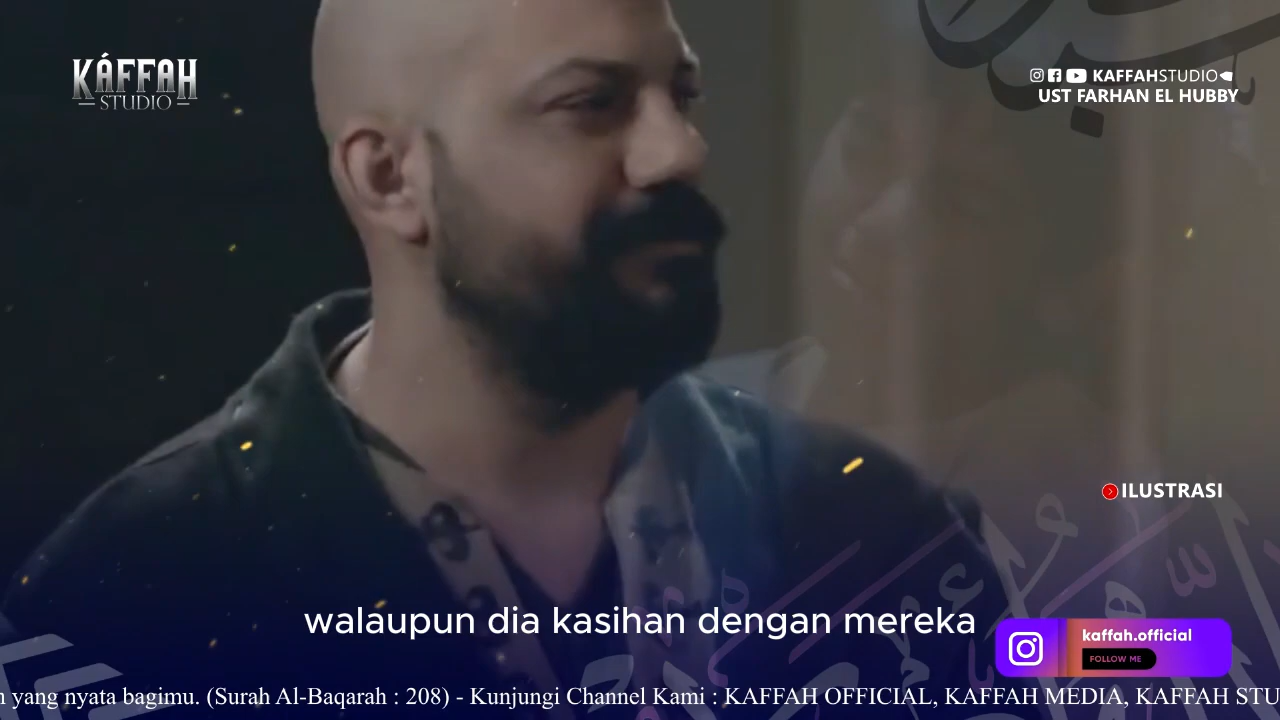 KÁFFAH
STUDIO
KAFFAHSTUDIO
UST FARHAN EL HUBBY
ILUSTRASI
walaupun dia kasihan dengan mereka
kaffah.official
FOLLOW ME
yang nyata bagimu. (Surah Al-Baqarah : 208) - Kunjungi Channel Kami : KAFFAH OFFICIAL, KAFFAH MEDIA, KAFFAH STU